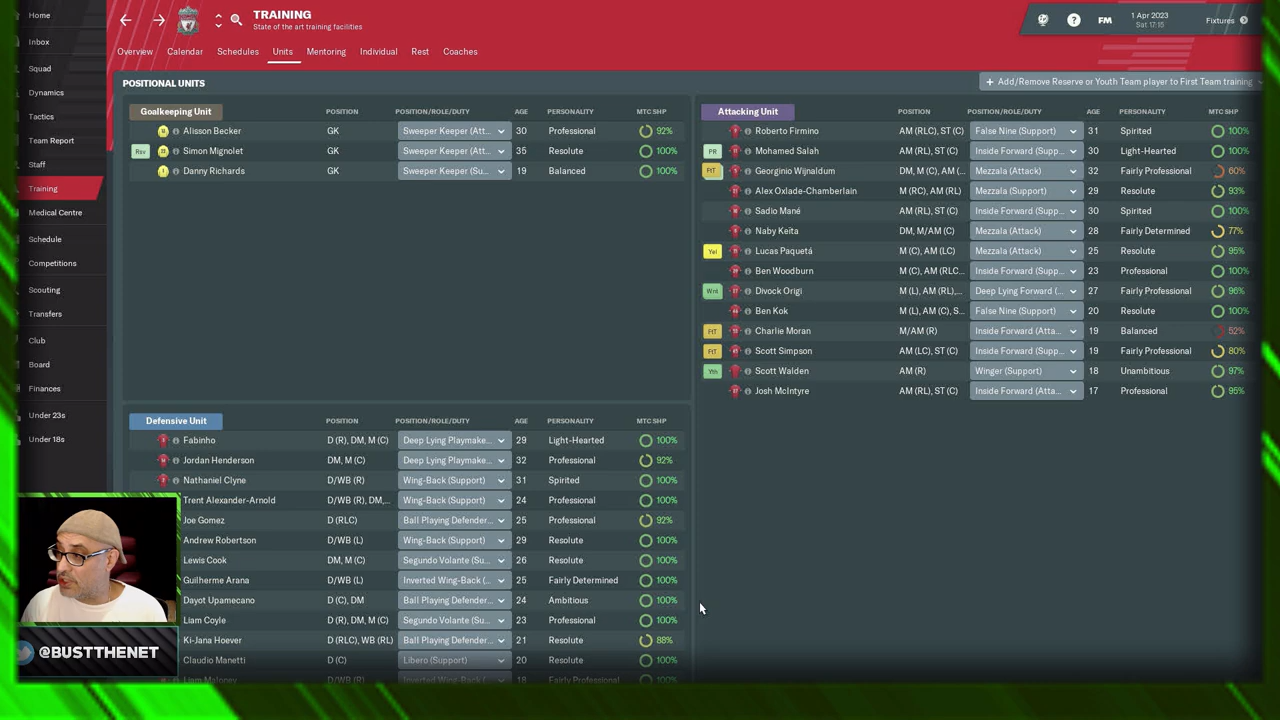 Home
Inbox
Squad
Dynamics
Tactics
Team Report
Staff
Training
Medical Centre
Schedule
Competitions
Scouting
Transfers
Club
Board
Finances
Under 23s
Under 18s
TRAINING
State of the art training facilities
FM
1 Apr 2023
Sat 17:15
Fixtures
Overview Calendar Schedules Units Mentoring Individual Rest Coaches
POSITIONAL UNITS
+ Add/Remove Reserve or Youth Team player to First Team training
Goalkeeping Unit POSITION POSITION/ROLE/DUTY AGE PERSONALITY MTC SHP
Alisson Becker GK Sweeper Keeper (Att... 30 Professional 92%
Rsv Simon Mignolet GK Sweeper Keeper (Att... 35 Resolute 100%
Danny Richards GK Sweeper Keeper (Su... 19 Balanced 100%
Defensive Unit POSITION POSITION/ROLE/DUTY AGE PERSONALITY MTC SHP
Fabinho D (R), DM, M (C) Deep Lying Playmake... 29 Light-Hearted 100%
Jordan Henderson DM, M (C) Deep Lying Playmake... 32 Professional 92%
Nathaniel Clyne D/WB (R) Wing-Back (Support) 31 Spirited 100%
Trent Alexander-Arnold D/WB (R), DM,... Wing-Back (Support) 24 Professional 100%
Joe Gomez D (RLC) Ball Playing Defender... 25 Professional 92%
Andrew Robertson D/WB (L) Wing-Back (Support) 29 Resolute 100%
Lewis Cook DM, M (C) Segundo Volante (Su... 26 Resolute 100%
Guilherme Arana D/WB (L) Inverted Wing-Back (... 25 Fairly Determined 100%
Dayot Upamecano D (C), DM Ball Playing Defender... 24 Ambitious 100%
Liam Coyle D (R), DM, M (C) Segundo Volante (Su... 23 Professional 100%
Ki-Jana Hoever D (RLC), WB (RL) Ball Playing Defender... 21 Resolute 88%
Claudio Manetti D (C) Libero (Support) 20 Resolute 100%
Liam Maloney D/WB (R) Inverted Wing-Back (... 18 Fairly Professional 100%
Attacking Unit POSITION POSITION/ROLE/DUTY AGE PERSONALITY MTC SHP
Roberto Firmino AM (RLC), ST (C) False Nine (Support) 31 Spirited 100%
PR Mohamed Salah AM (RL), ST (C) Inside Forward (Supp... 30 Light-Hearted 100%
FtT Georginio Wijnaldum DM, M (C), AM (... Mezzala (Attack) 32 Fairly Professional 60%
Alex Oxlade-Chamberlain M (RC), AM (RL) Mezzala (Support) 29 Resolute 93%
Sadio Mané AM (RL), ST (C) Inside Forward (Supp... 30 Spirited 100%
Naby Keïta DM, M/AM (C) Mezzala (Attack) 28 Fairly Determined 77%
Yel Lucas Paquetá M (C), AM (LC) Mezzala (Attack) 25 Resolute 95%
Ben Woodburn M (C), AM (RLC... Inside Forward (Supp... 23 Professional 100%
Wnt Divock Origi M (L), AM (RL),... Deep Lying Forward (... 27 Fairly Professional 96%
Ben Kok M (L), AM (C), S... False Nine (Support) 20 Resolute 100%
FtT Charlie Moran M/AM (R) Inside Forward (Atta... 19 Balanced 52%
FtT Scott Simpson AM (LC), ST (C) Inside Forward (Supp... 19 Fairly Professional 80%
Yth Scott Walden AM (R) Winger (Support) 18 Unambitious 97%
Josh McIntyre AM (RL), ST (C) Inside Forward (Atta... 17 Professional 95%
@BUSTTHENET